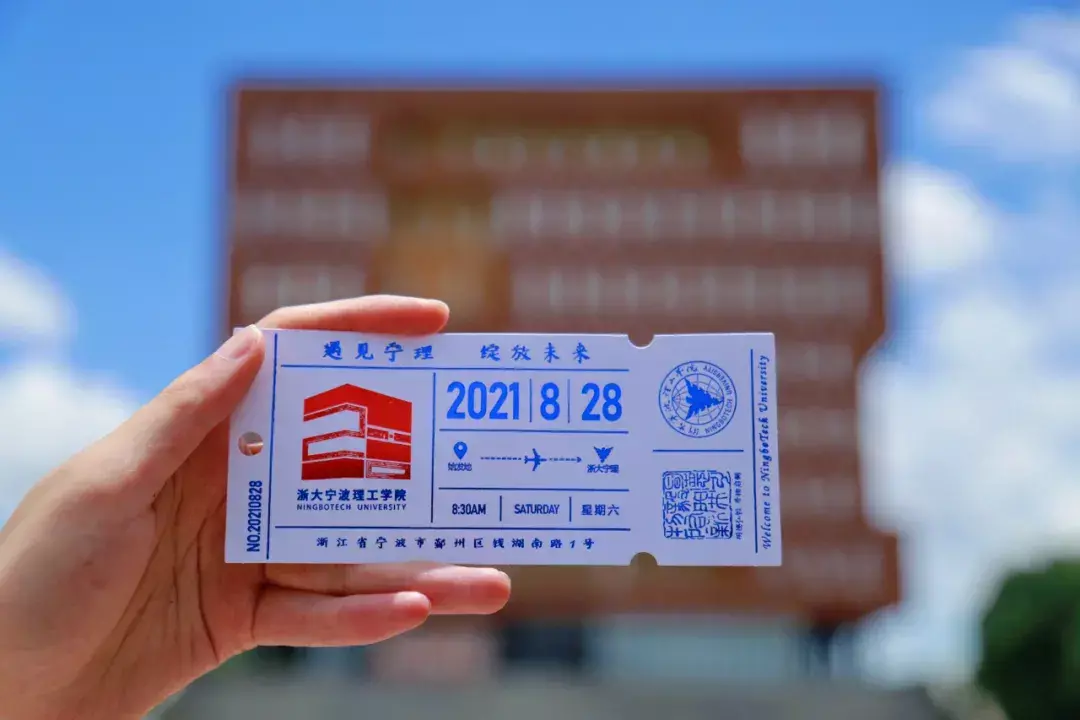 遇见宁理 绽放未来
浙大宁波理工学院
NINGBOTECH UNIVERSITY
2021 8 28
始发地
浙大宁理
8:30AM SATURDAY 星期六
浙江省宁波市鄞州区钱湖南路1号
NO.20210828
NINGBOTECH UNIVERSITY
Welcome to NingboTech University